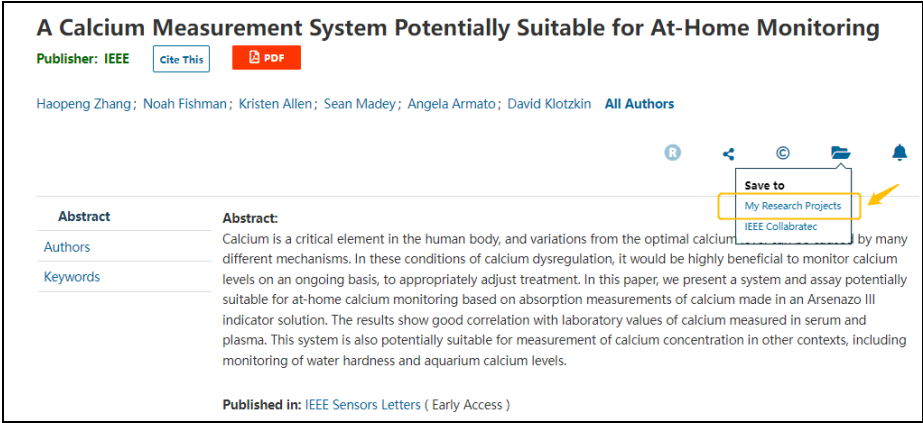 A Calcium Measurement System Potentially Suitable for At-Home Monitoring
Publisher: IEEE Cite This PDF
Haopeng Zhang; Noah Fishman; Kristen Allen; Sean Madey; Angela Armato; David Klotzkin All Authors
R ©
Save to
My Research Projects
IEEE Collabratec
Abstract
Authors
Keywords
Abstract:
Calcium is a critical element in the human body, and variations from the optimal calcium by many
different mechanisms. In these conditions of calcium dysregulation, it would be highly beneficial to monitor calcium
levels on an ongoing basis, to appropriately adjust treatment. In this paper, we present a system and assay potentially
suitable for at-home calcium monitoring based on absorption measurements of calcium made in an Arsenazo III
indicator solution. The results show good correlation with laboratory values of calcium measured in serum and
plasma. This system is also potentially suitable for measurement of calcium concentration in other contexts, including
monitoring of water hardness and aquarium calcium levels.
Published in: IEEE Sensors Letters ( Early Access )